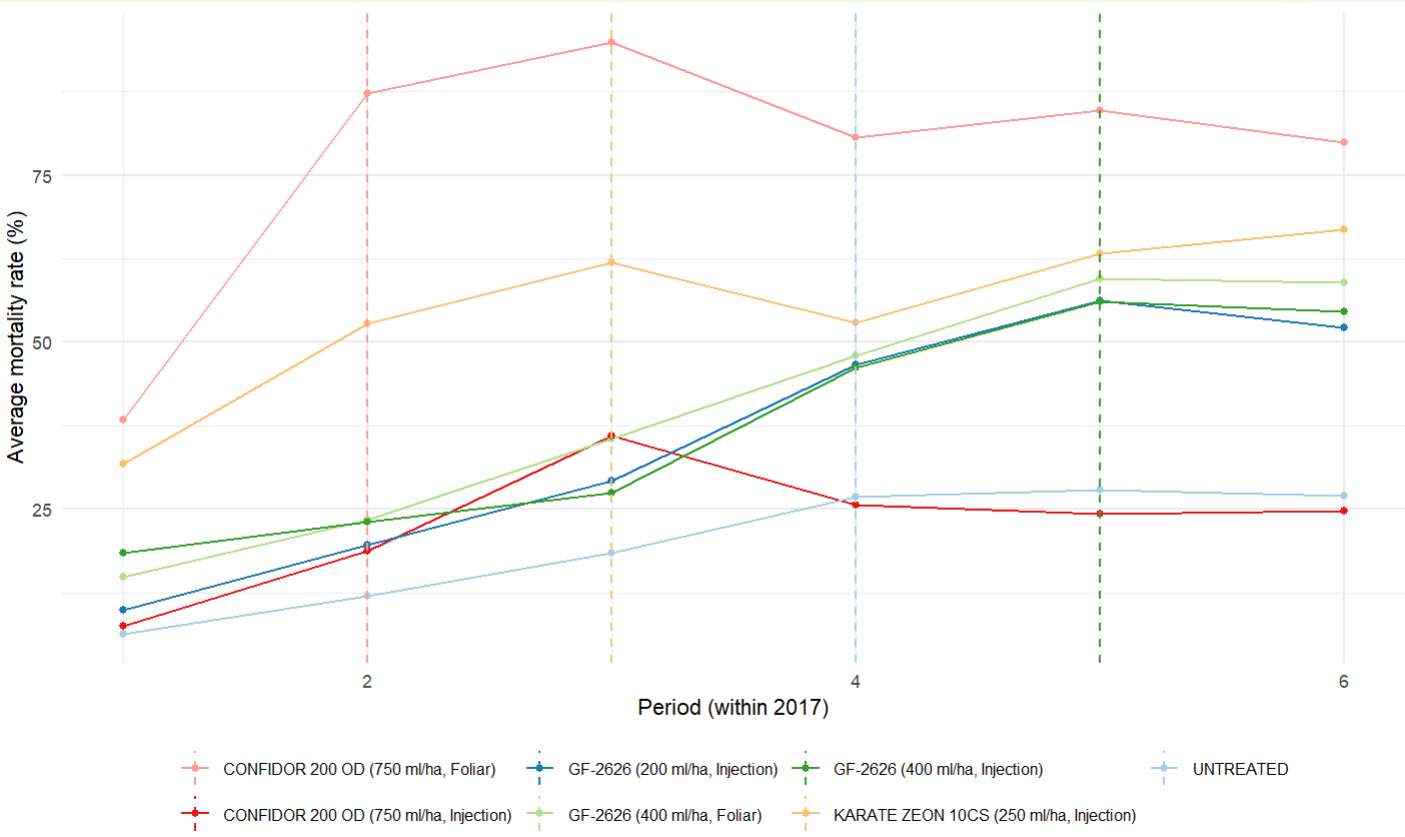 Average mortality rate (%)
75
50
25
2
4
6
Period (within 2017)
CONFIDOR 200 OD (750 ml/ha, Foliar)
GF-2626 (200 ml/ha, Injection)
GF-2626 (400 ml/ha, Injection)
UNTREATED
CONFIDOR 200 OD (750 ml/ha, Injection)
GF-2626 (400 ml/ha, Foliar)
KARATE ZEON 10CS (250 ml/ha, Injection)